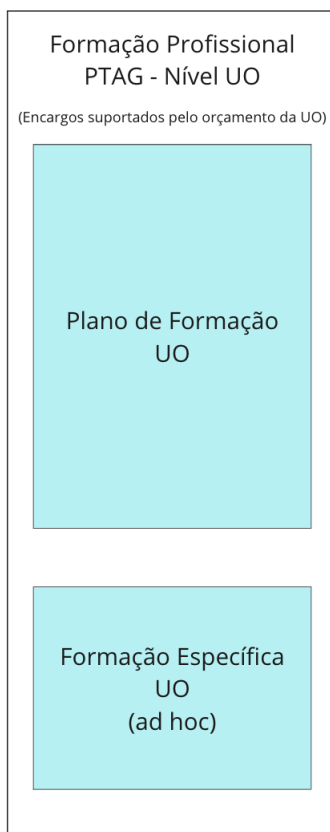 Formação Profissional
PTAG - Nível UO
(Encargos suportados pelo orçamento da UO)
Plano de Formação
UO
Formação Específica
UO
(ad hoc)